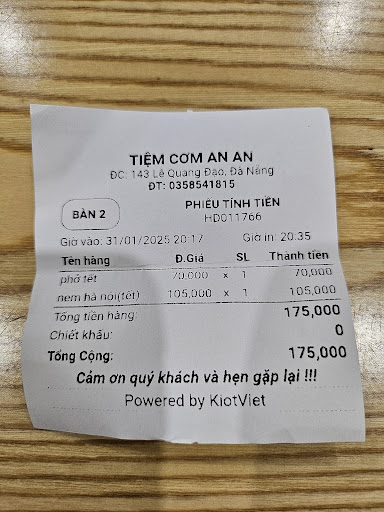 TIỆM CƠM AN AN
ĐC: 143 Lê Quang Đạo, Đà Nẵng
ĐT: 0358541815
BÀN 2
PHIẾU TÍNH TIỀN
HD011766
Giờ vào: 31/01/2025 20:17 Giờ in: 20:35
Tên hàng Đ.Giá SL Thành tiền
phở tết 70,000 x 1 70,000
nem hà nội(tết) 105,000 x 1 105,000
Tổng tiền hàng: 175,000
Chiết khấu: 0
Tổng Cộng: 175,000
Cảm ơn quý khách và hẹn gặp lại !!!
Powered by KiotViet